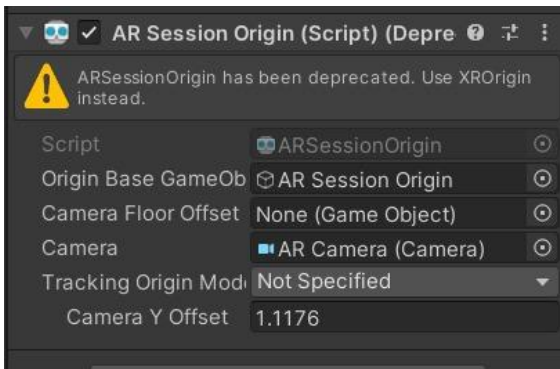 AR Session Origin (Script) (Depre
ARSessionOrigin has been deprecated. Use XROrigin
instead.
Script ARSessionOrigin
Origin Base GameOb AR Session Origin
Camera Floor Offset None (Game Object)
Camera AR Camera (Camera)
Tracking Origin Mod Not Specified
Camera Y Offset 1.1176